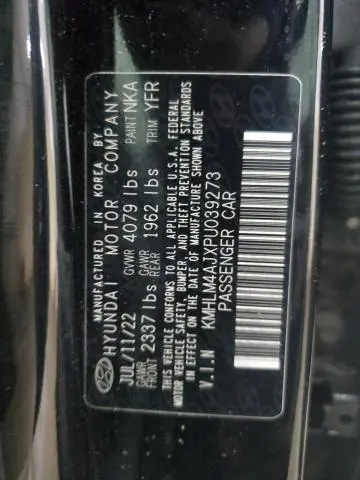 MANUFACTURED IN KOREA BY
HYUNDAI MOTOR COMPANY
JUL/11/22 GVWR 4079 lbs PAINT NKA
GAWR FRONT 2337 lbs GAWR REAR 1962 lbs TRIM YFR
THIS VEHICLE CONFORMS TO ALL APPLICABLE U.S.A. FEDERAL
MOTOR VEHICLE SAFETY, BUMPER, AND THEFT PREVENTION STANDARDS
IN EFFECT ON THE DATE OF MANUFACTURE SHOWN ABOVE
V.I.N KMHLM4AJXPU039273
PASSENGER CAR